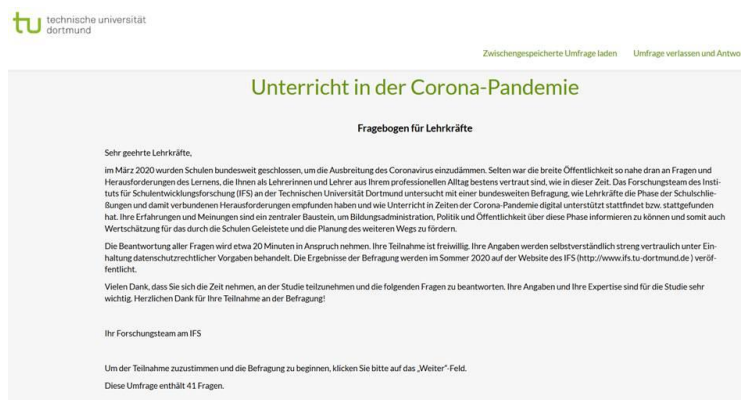 tu technische universität
dortmund
Zwischengespeicherte Umfrage laden Umfrage verlassen und Antwo
Unterricht in der Corona-Pandemie
Fragebogen für Lehrkräfte
Sehr geehrte Lehrkräfte,
im März 2020 wurden Schulen bundesweit geschlossen, um die Ausbreitung des Coronavirus einzudämmen. Selten war die breite Öffentlichkeit so nahe dran an Fragen und
Herausforderungen des Lernens, die Ihnen als Lehrerinnen und Lehrer aus Ihrem professionellen Alltag bestens vertraut sind, wie in dieser Zeit. Das Forschungsteam des Insti-
tuts für Schulentwicklungsforschung (IFS) an der Technischen Universität Dortmund untersucht mit einer bundesweiten Befragung, wie Lehrkräfte die Phase der Schulschlie-
ßungen und damit verbundenen Herausforderungen empfunden haben und wie Unterricht in Zeiten der Corona-Pandemie digital unterstützt stattfindet bzw. stattgefunden
hat. Ihre Erfahrungen und Meinungen sind ein zentraler Baustein, um Bildungsadministration, Politik und Öffentlichkeit über diese Phase informieren zu können und somit auch
Wertschätzung für das durch die Schulen Geleistete und die Planung des weiteren Wegs zu fördern.
Die Beantwortung aller Fragen wird etwa 20 Minuten in Anspruch nehmen. Ihre Teilnahme ist freiwillig. Ihre Angaben werden selbstverständlich streng vertraulich unter Ein-
haltung datenschutzrechtlicher Vorgaben behandelt. Die Ergebnisse der Befragung werden im Sommer 2020 auf der Website des IFS (http://www.ifs.tu-dortmund.de ) veröf-
fentlicht.
Vielen Dank, dass Sie sich die Zeit nehmen, an der Studie teilzunehmen und die folgenden Fragen zu beantworten. Ihre Angaben und Ihre Expertise sind für die Studie sehr
wichtig. Herzlichen Dank für Ihre Teilnahme an der Befragung!
Ihr Forschungsteam am IFS
Um der Teilnahme zuzustimmen und die Befragung zu beginnen, klicken Sie bitte auf das „Weiter“-Feld.
Diese Umfrage enthält 41 Fragen.